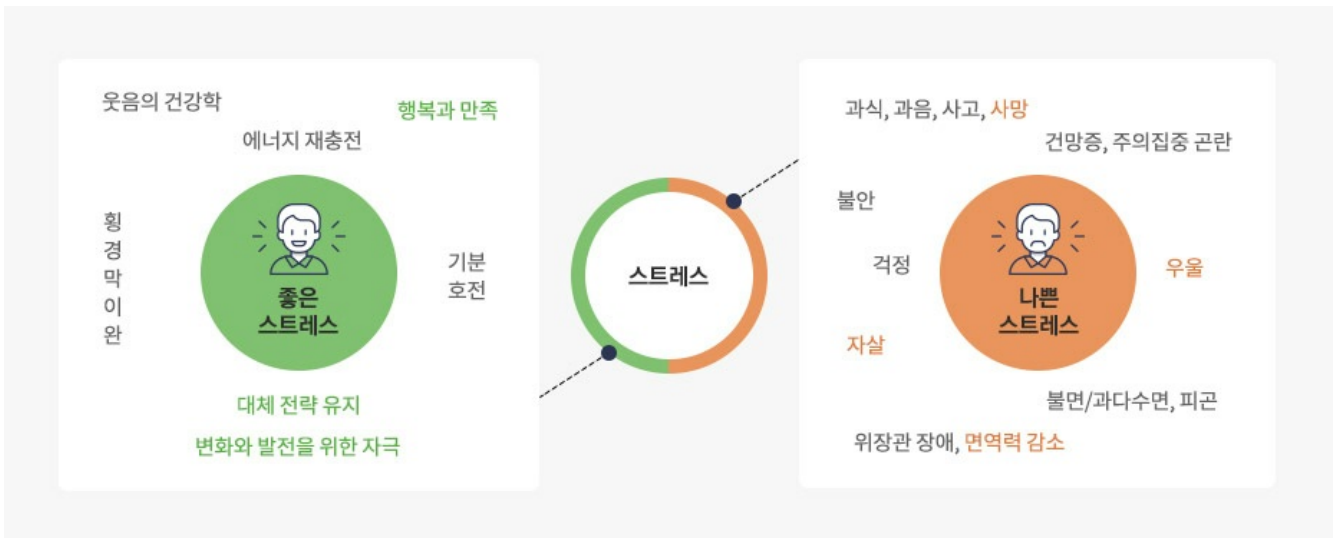 웃음의 건강학
행복과 만족
에너지 재충전
횡
경
막
이
완
기분
호전
좋은
스트레스
대체 전략 유지
변화와 발전을 위한 자극
스트레스
과식, 과음, 사고, 사망
건망증, 주의집중 곤란
불안
걱정
우울
나쁜
스트레스
자살
불면/과다수면, 피곤
위장관 장애, 면역력 감소